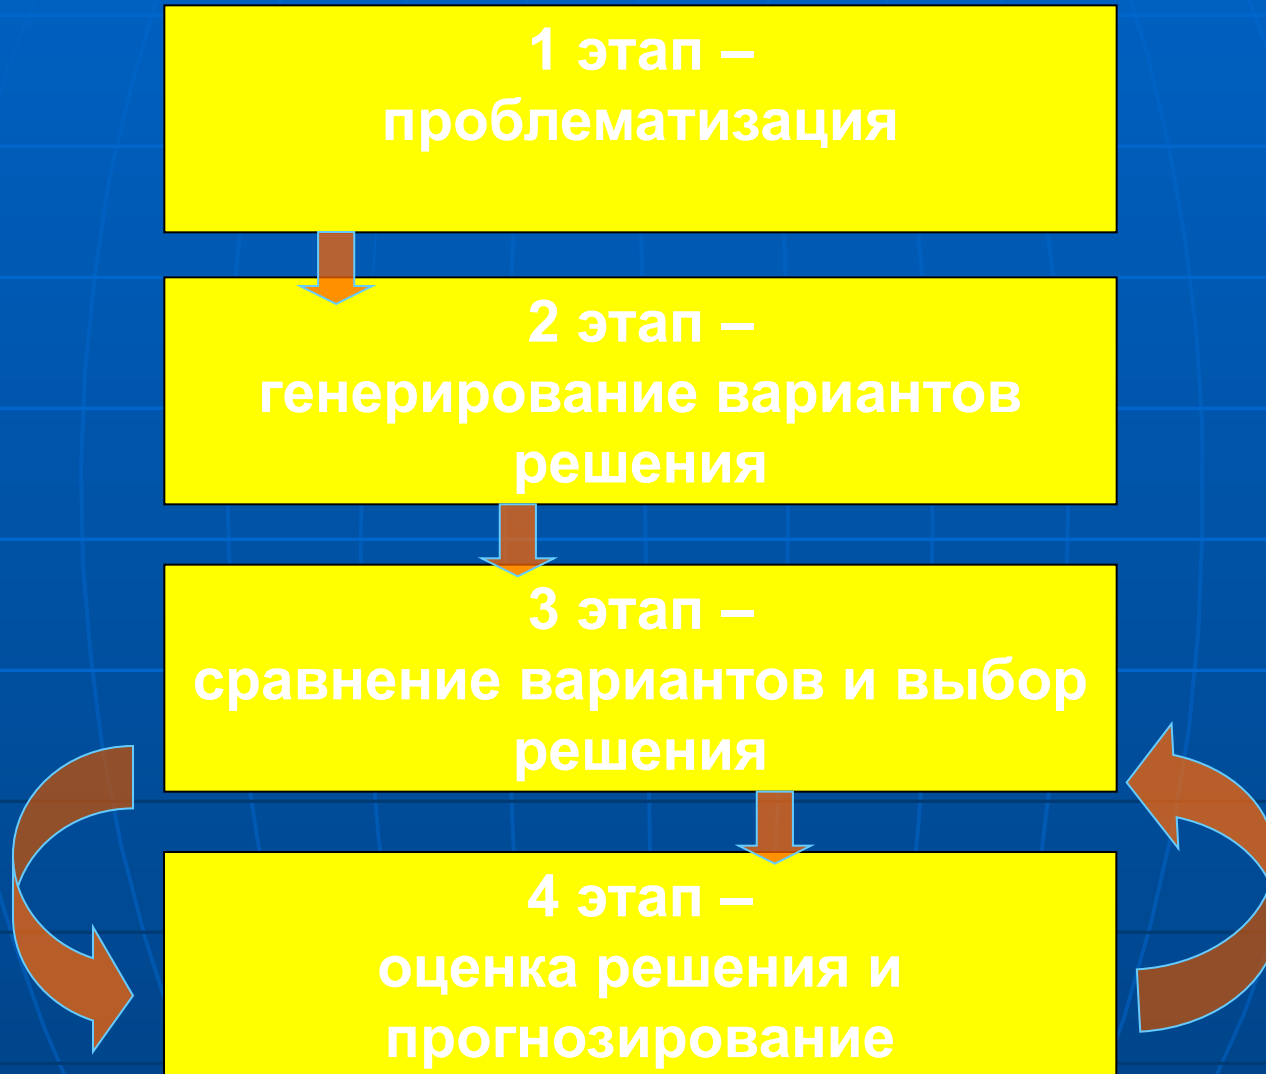 1 этап –
проблематизация
2 этап –
генерирование вариантов
решения
3 этап –
сравнение вариантов и выбор
решения
4 этап –
оценка решения и
прогнозирование